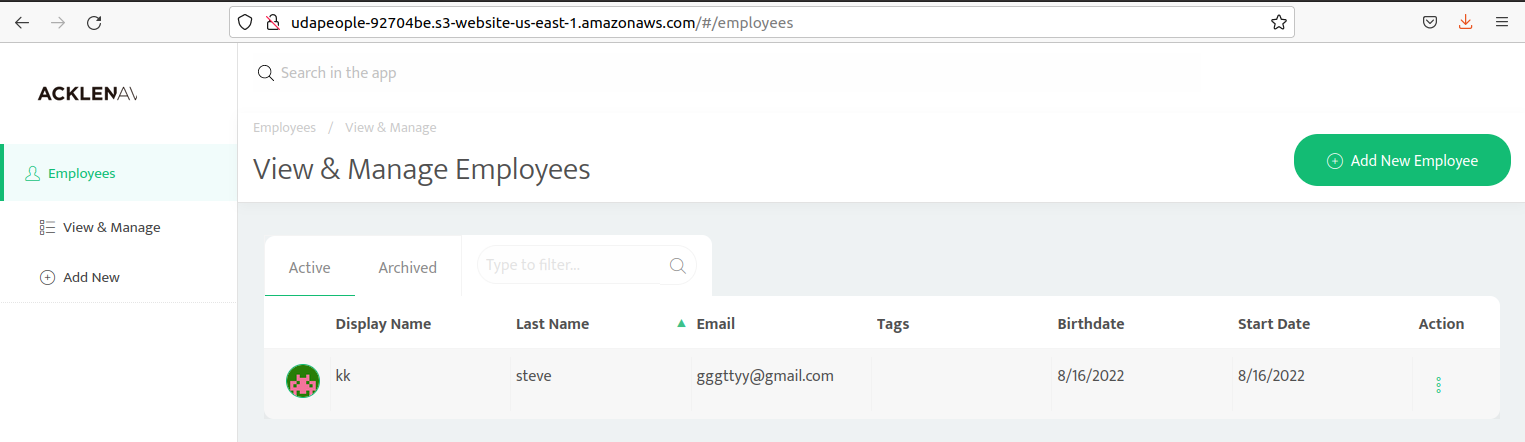 udapeople-92704be.s3-website-us-east-1.amazonaws.com/#/employees
Search in the app
ACKLENAV
Employees / View & Manage
View & Manage Employees
Add New Employee
Employees
View & Manage
Add New
Active Archived Type to filter...
Display Name Last Name Email Tags Birthdate Start Date Action
kk steve gggttyy@gmail.com 8/16/2022 8/16/2022